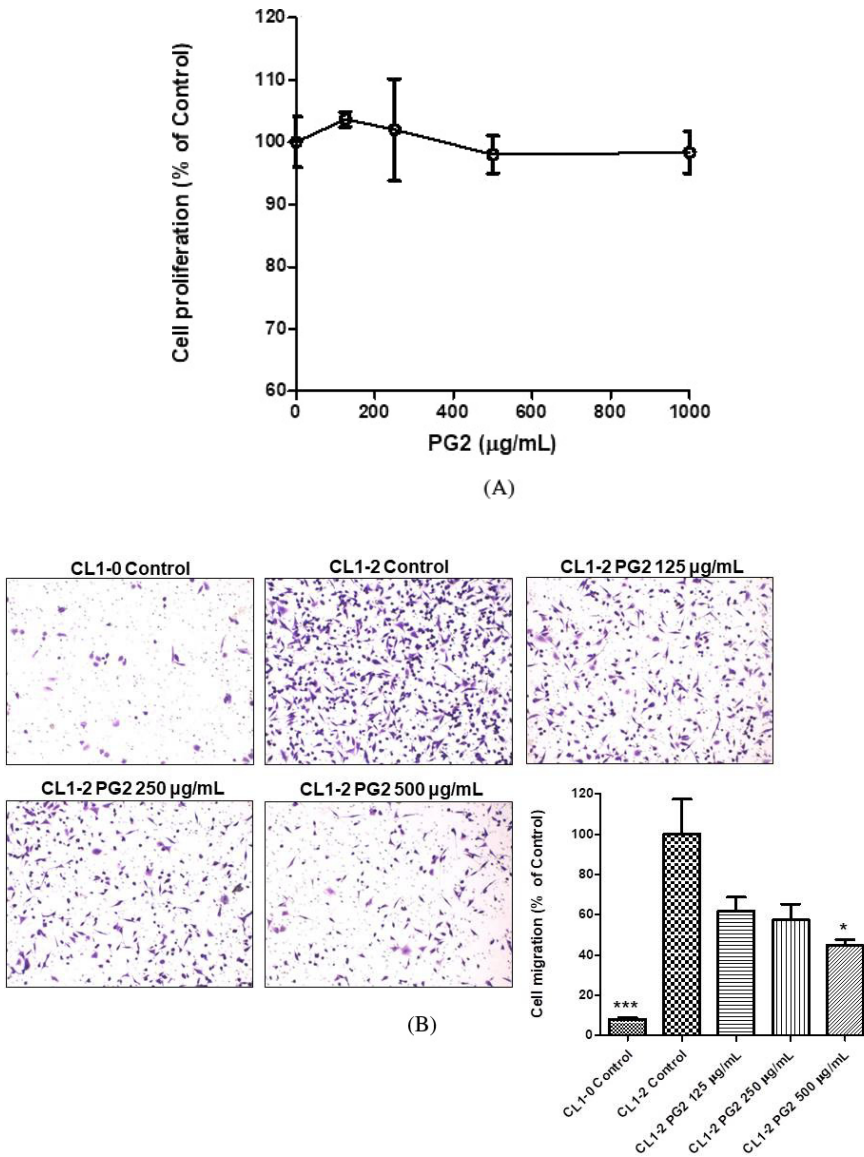 120
110
100
90
80
70
60
Cell proliferation (% of Control)
0 200 400 600 800 1000
PG2 (µg/mL)
(A)
CL1-0 Control
CL1-2 Control
CL1-2 PG2 125 µg/mL
CL1-2 PG2 250 µg/mL
CL1-2 PG2 500 µg/mL
120
100
80
60
40
20
0
Cell migration (% of Control)
***
*
CL1-0 Control
CL1-2 Control
CL1-2 PG2 125 µg/mL
CL1-2 PG2 250 µg/mL
CL1-2 PG2 500 µg/mL
(B)